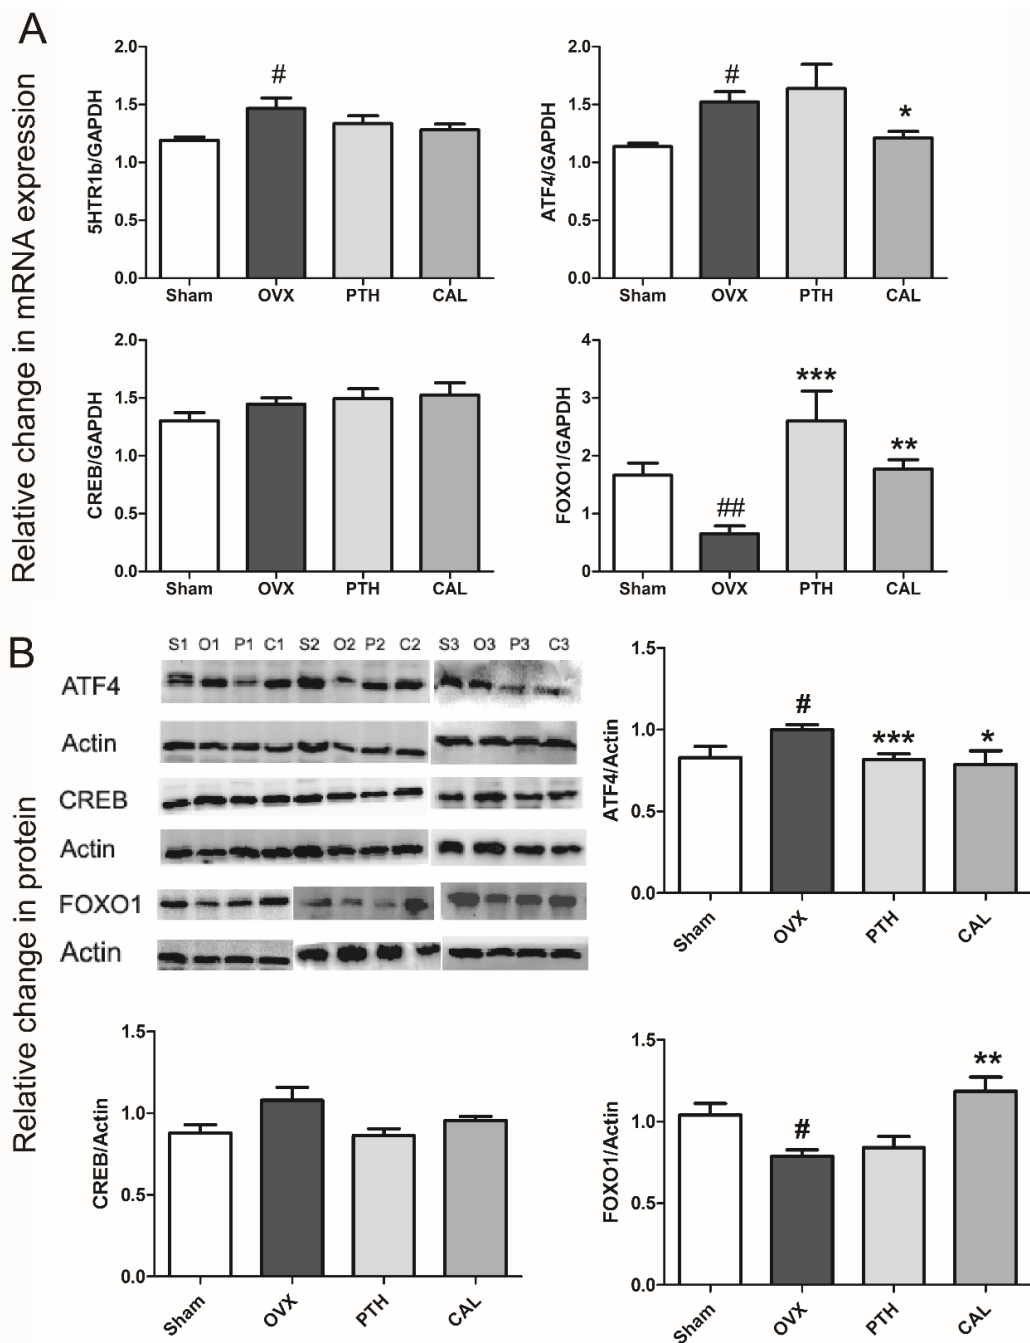 A
Relative change in mRNA expression
5HTR1b/GAPDH
2.0
1.5
1.0
0.5
0.0
#
Sham OVX PTH CAL
ATF4/GAPDH
2.0
1.5
1.0
0.5
0.0
#
*
Sham OVX PTH CAL
CREB/GAPDH
2.0
1.5
1.0
0.5
0.0
Sham OVX PTH CAL
FOXO1/GAPDH
4
3
2
1
0
##
***
**
Sham OVX PTH CAL
B
Relative change in protein
S1 O1 P1 C1 S2 O2 P2 C2 S3 O3 P3 C3
ATF4
Actin
CREB
Actin
FOXO1
Actin
ATF4/Actin
1.5
1.0
0.5
0.0
#
***
*
Sham OVX PTH CAL
CREB/Actin
1.5
1.0
0.5
0.0
Sham OVX PTH CAL
FOXO1/Actin
1.5
1.0
0.5
0.0
#
**
Sham OVX PTH CAL